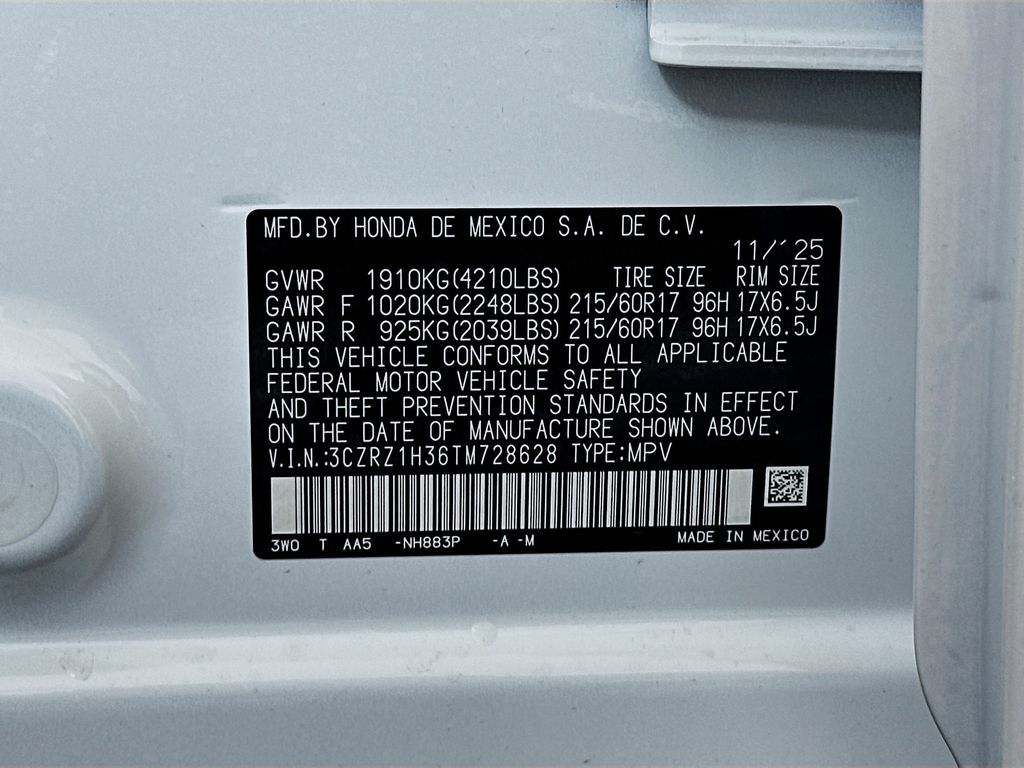 MFD.BY HONDA DE MEXICO S.A. DE C.V.
11/´25
GVWR 1910KG(4210LBS) TIRE SIZE RIM SIZE
GAWR F 1020KG(2248LBS) 215/60R17 96H 17X6.5J
GAWR R 925KG(2039LBS) 215/60R17 96H 17X6.5J
THIS VEHICLE CONFORMS TO ALL APPLICABLE
FEDERAL MOTOR VEHICLE SAFETY
AND THEFT PREVENTION STANDARDS IN EFFECT
ON THE DATE OF MANUFACTURE SHOWN ABOVE.
V.I.N.:3CZRZ1H36TM728628 TYPE:MPV
3W0 T AA5 -NH883P -A -M MADE IN MEXICO